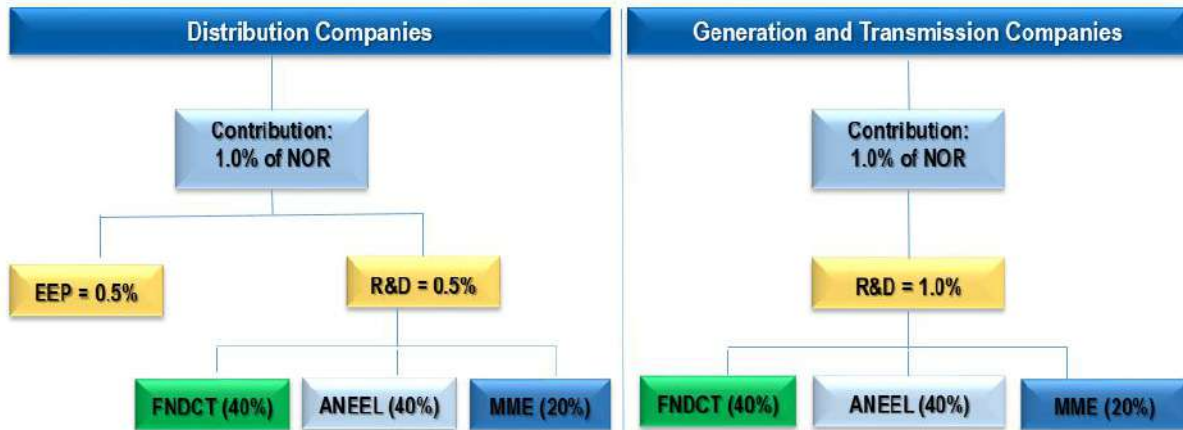 Distribution Companies
Contribution:
1.0% of NOR
EEP = 0.5%
R&D = 0.5%
FNDCT (40%)
ANEEL (40%)
MME (20%)
Generation and Transmission Companies
Contribution:
1.0% of NOR
R&D = 1.0%
FNDCT (40%)
ANEEL (40%)
MME (20%)